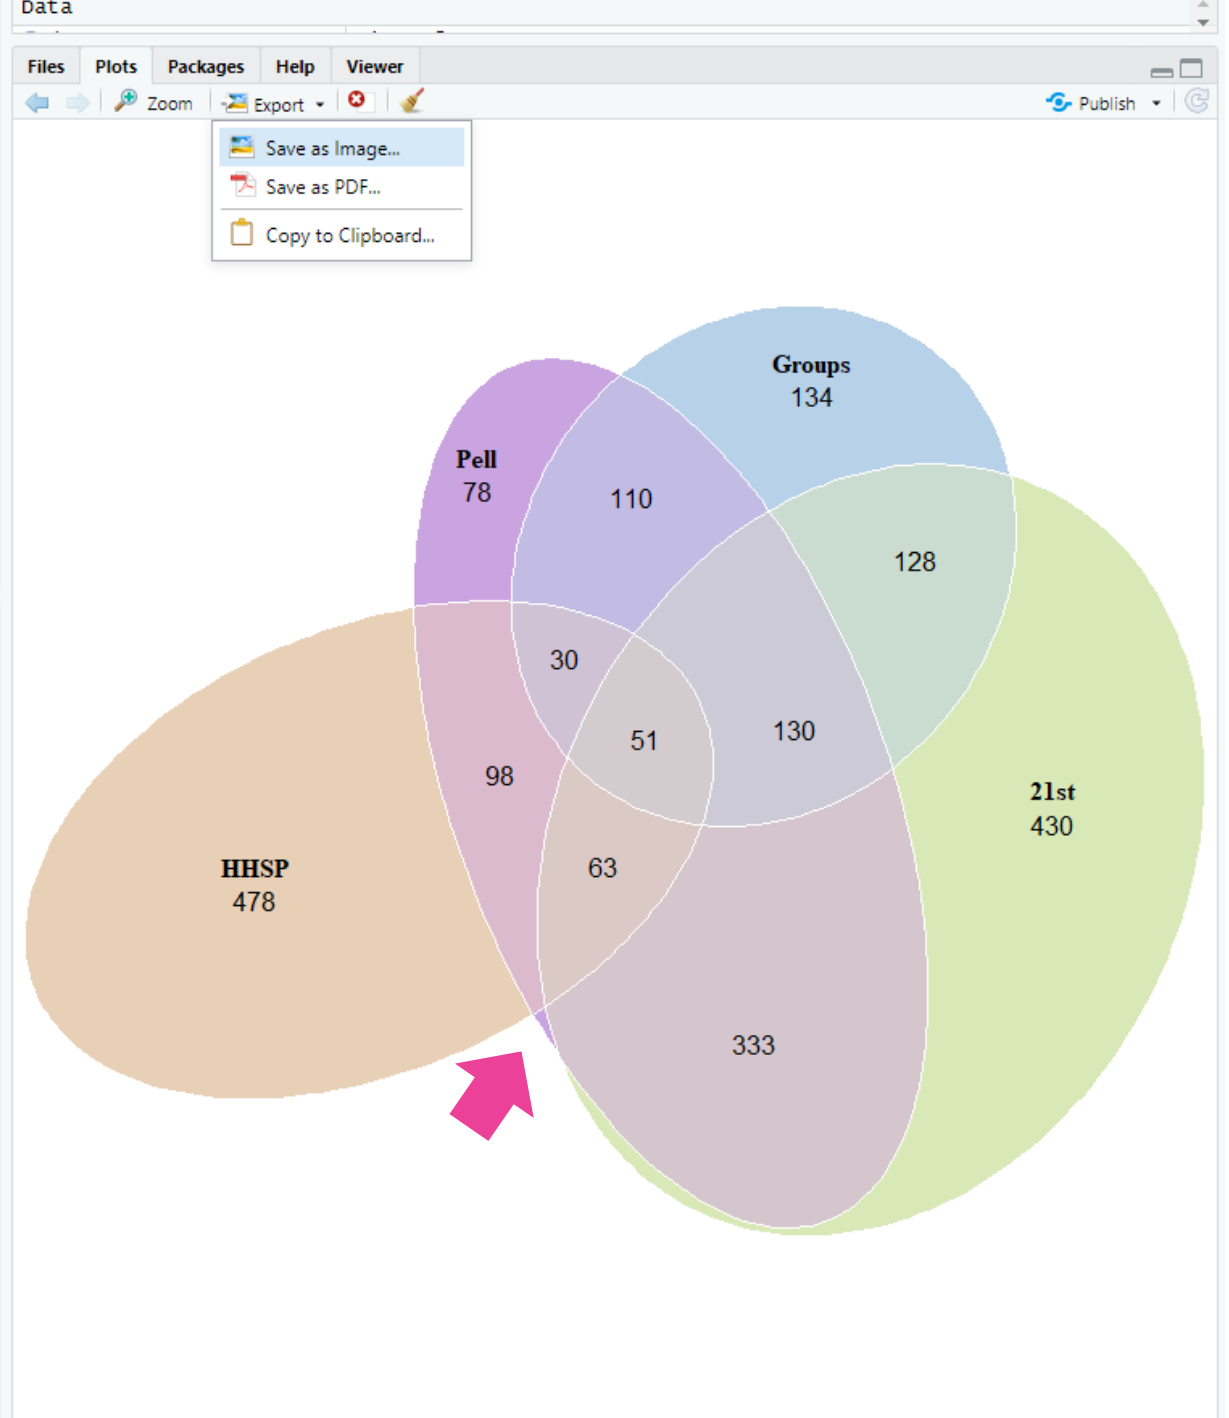 Data
Files Plots Packages Help Viewer
Zoom Export Publish
Save as Image...
Save as PDF...
Copy to Clipboard...
Groups
134
Pell
78
110
128
30
51
130
98
21st
430
HHSP
478
63
333